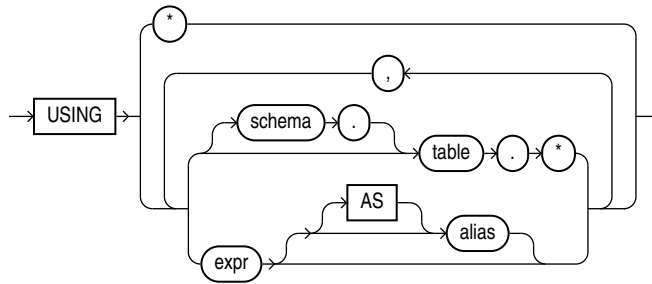 *
,
USING
schema .
table . *
AS
alias
expr